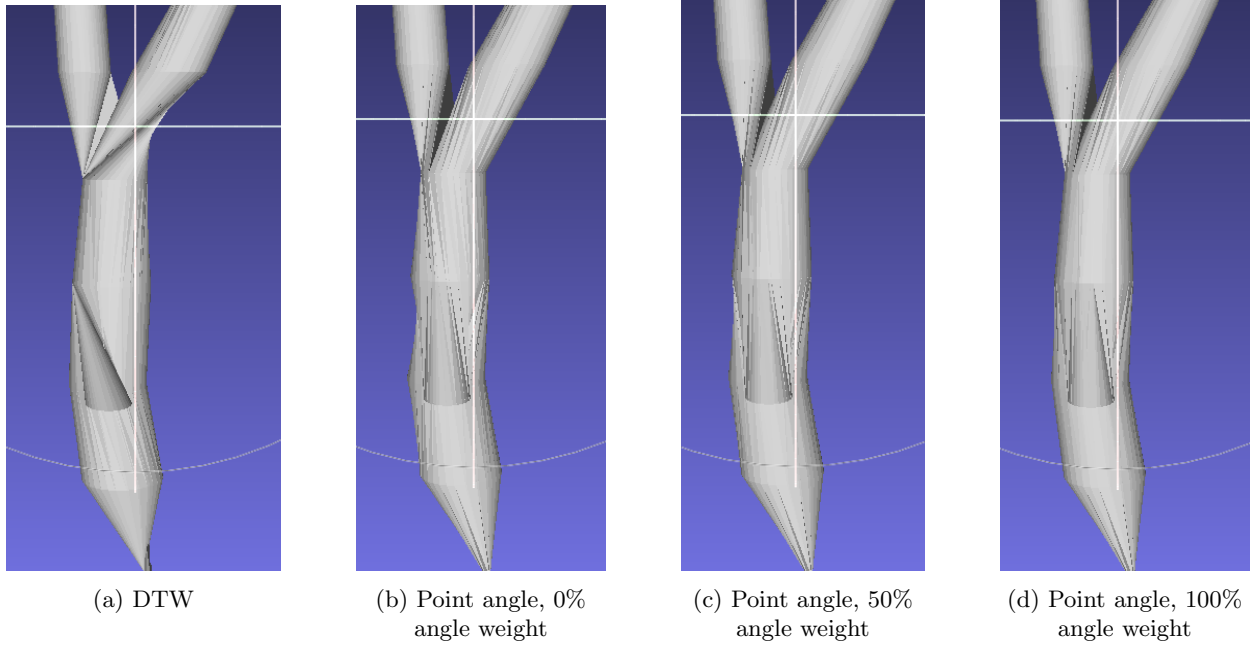 (a) DTW
(b) Point angle, 0%
angle weight
(c) Point angle, 50%
angle weight
(d) Point angle, 100%
angle weight